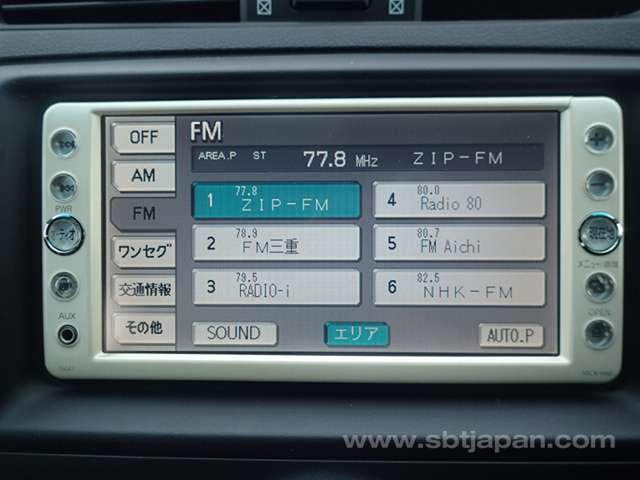 OFF
AM
FM
ワンセグ
交通情報
その他
FM
AREA.P ST 77.8 MHz ZIP-FM
1 77.8 ZIP-FM
2 78.9 FM三重
3 79.5 RADIO-i
4 80.0 Radio 80
5 80.7 FM Aichi
6 82.5 NHK-FM
SOUND
エリア
AUTO.P
PWR
AUX
OPEN
www.sbtjapan.com